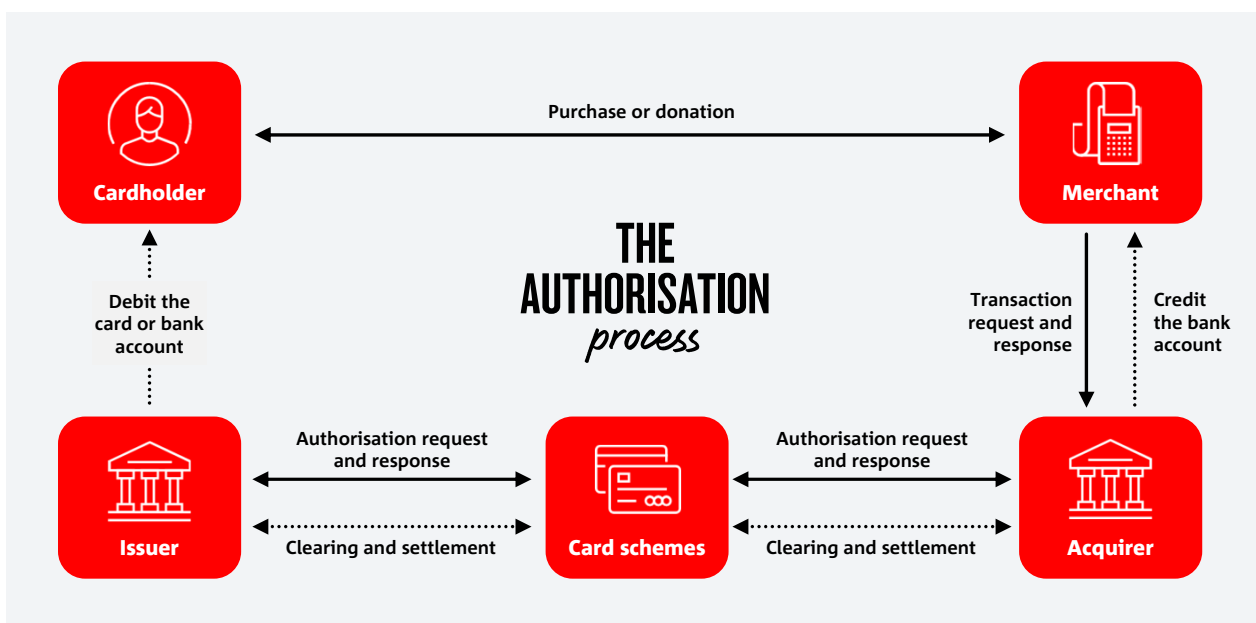 Purchase or donation
Cardholder
Merchant
THE
AUTHORISATION
process
Debit the
card or bank
account
Transaction
request and
response
Credit
the bank
account
Authorisation request
and response
Authorisation request
and response
Issuer
Clearing and settlement
Card schemes
Clearing and settlement
Acquirer